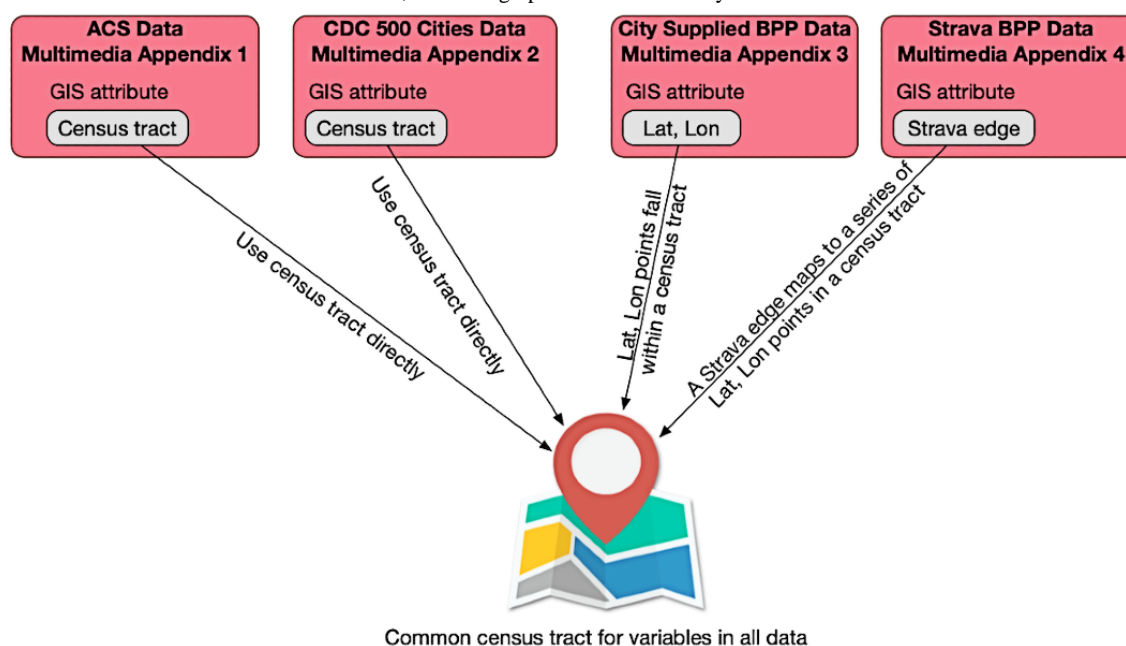 ACS Data
Multimedia Appendix 1
GIS attribute
Census tract
CDC 500 Cities Data
Multimedia Appendix 2
GIS attribute
Census tract
City Supplied BPP Data
Multimedia Appendix 3
GIS attribute
Lat, Lon
Strava BPP Data
Multimedia Appendix 4
GIS attribute
Strava edge
Use census tract directly
Use census tract directly
Lat, Lon points fall
within a census tract
A Strava edge maps to a series of
Lat, Lon points in a census tract
Common census tract for variables in all data